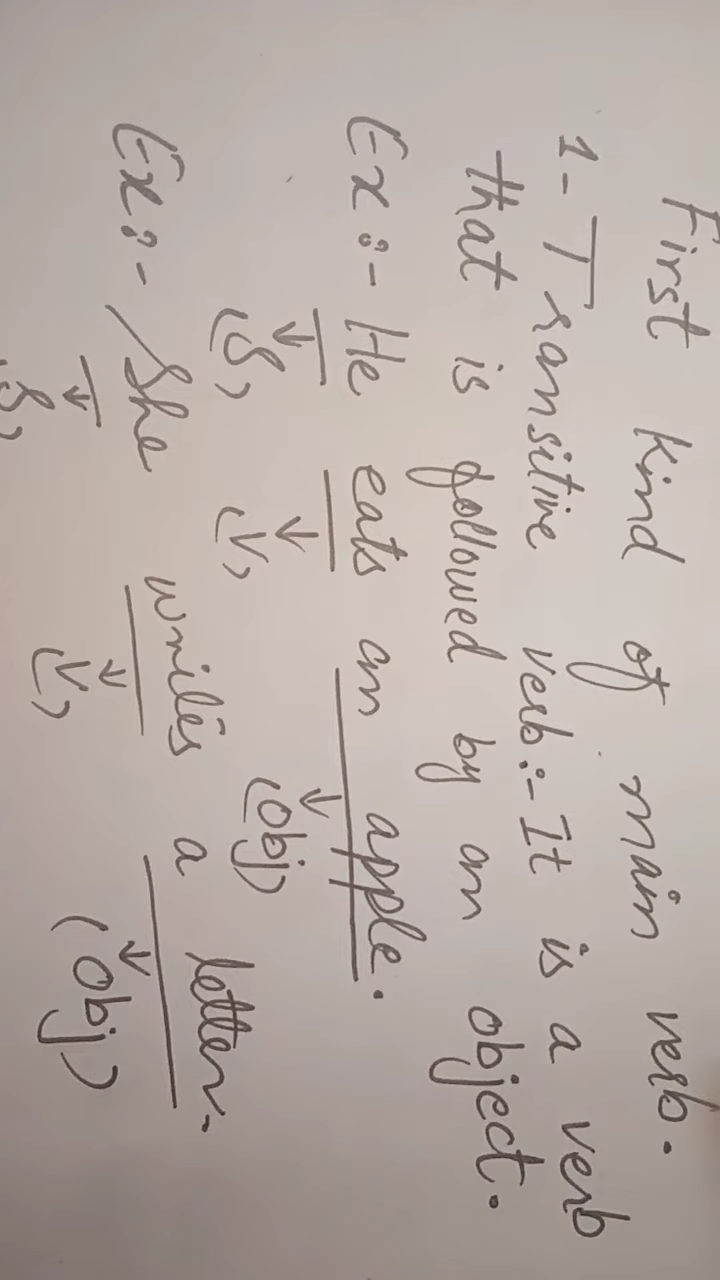 First kind of main verb.
1- Transitive verb:- It is a verb
that is followed by an object.
Ex:- He eats an apple.
(S) (V) (Obj)
Ex:- She writes a letter.
(S) (V) (Obj)